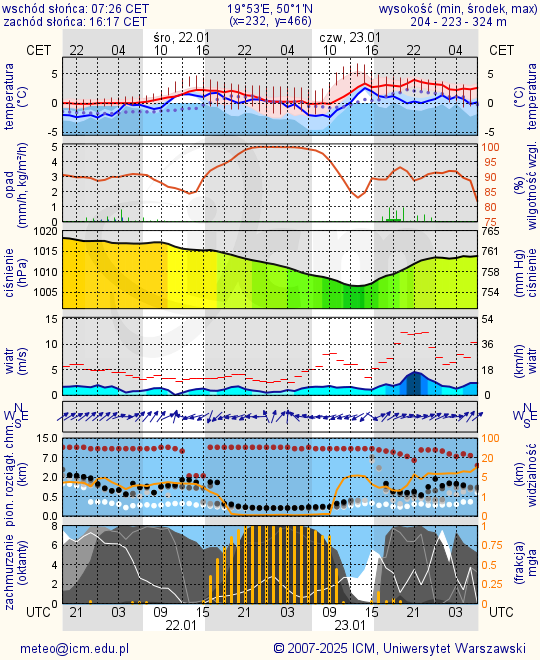 wschód słońca: 07:26 CET 19°53'E, 50°1'N wysokość (min, środek, max)
zachód słońca: 16:17 CET (x=232, y=466) 204 - 223 - 324 m
śro, 22.01 czw, 23.01
CET 22 04 10 16 22 04 10 16 22 04 CET
temperatura (°C) 5 0 -5 5 0 -5 (°C) temperatura
opad (mm/h, kg/m²/h) 5 4 3 2 1 0 100 95 90 85 80 75 (%) wilgotność wzgl.
ciśnienie (hPa) 1020 1015 1010 1005 765 761 758 754 (mm Hg) ciśnienie
wiatr (m/s) 15 10 5 0 54 36 18 0 (km/h) wiatr
N W E S N W E S
pion. rozciągł. chm. (km) 15.0 7.0 2.0 0.5 0.0 100 20 5 1 0 (km) widzialność
zachmurzenie (oktanty) 8 6 4 2 0 1 0.75 0.5 0.25 0 (frakcja) mgła
UTC 21 03 09 15 21 03 09 15 21 03 UTC
22.01 23.01
meteo@icm.edu.pl © 2007-2025 ICM, Uniwersytet Warszawski